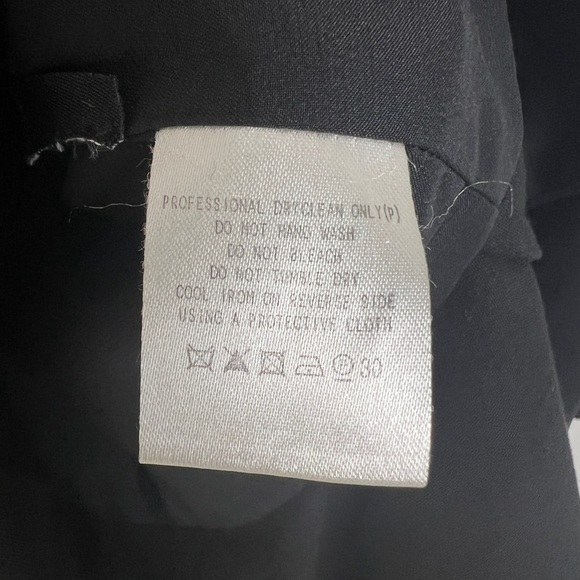 PROFESSIONAL DRYCLEAN ONLY(P)
DO NOT HAND WASH
DO NOT BLEACH
DO NOT TUMBLE DRY
COOL IRON ON REVERSE SIDE
USING A PROTECTIVE CLOTH
P 30